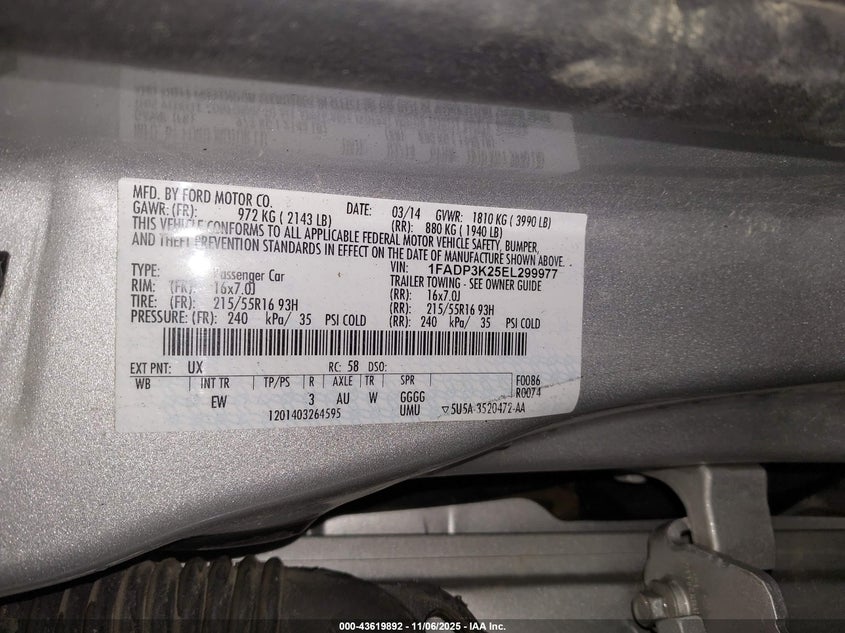 MFD. BY FORD MOTOR CO.
DATE: 03/14 GVWR: 1810 KG ( 3990 LB)
GAWR: (FR): 972 KG ( 2143 LB) (RR): 880 KG ( 1940 LB)
THIS VEHICLE CONFORMS TO ALL APPLICABLE FEDERAL MOTOR VEHICLE SAFETY, BUMPER,
AND THEFT PREVENTION STANDARDS IN EFFECT ON THE DATE OF MANUFACTURE SHOWN ABOVE.
VIN: 1FADP3K25EL299977
TYPE: Passenger Car TRAILER TOWING - SEE OWNER GUIDE
RIM: (FR): 16x7.0J (RR): 16x7.0J
TIRE: (FR): 215/55R16 93H (RR): 215/55R16 93H
PRESSURE: (FR): 240 kPa/ 35 PSI COLD (RR): 240 kPa/ 35 PSI COLD
EXT PNT: UX RC: 58 DSO:
WB INT TR TP/PS R AXLE TR SPR F0086
R0074
EW 3 AU W GGGG
1201403264595 UMU ▽5U5A-3520472-AA
000-43619892 - 11/06/2025 - IAA Inc.